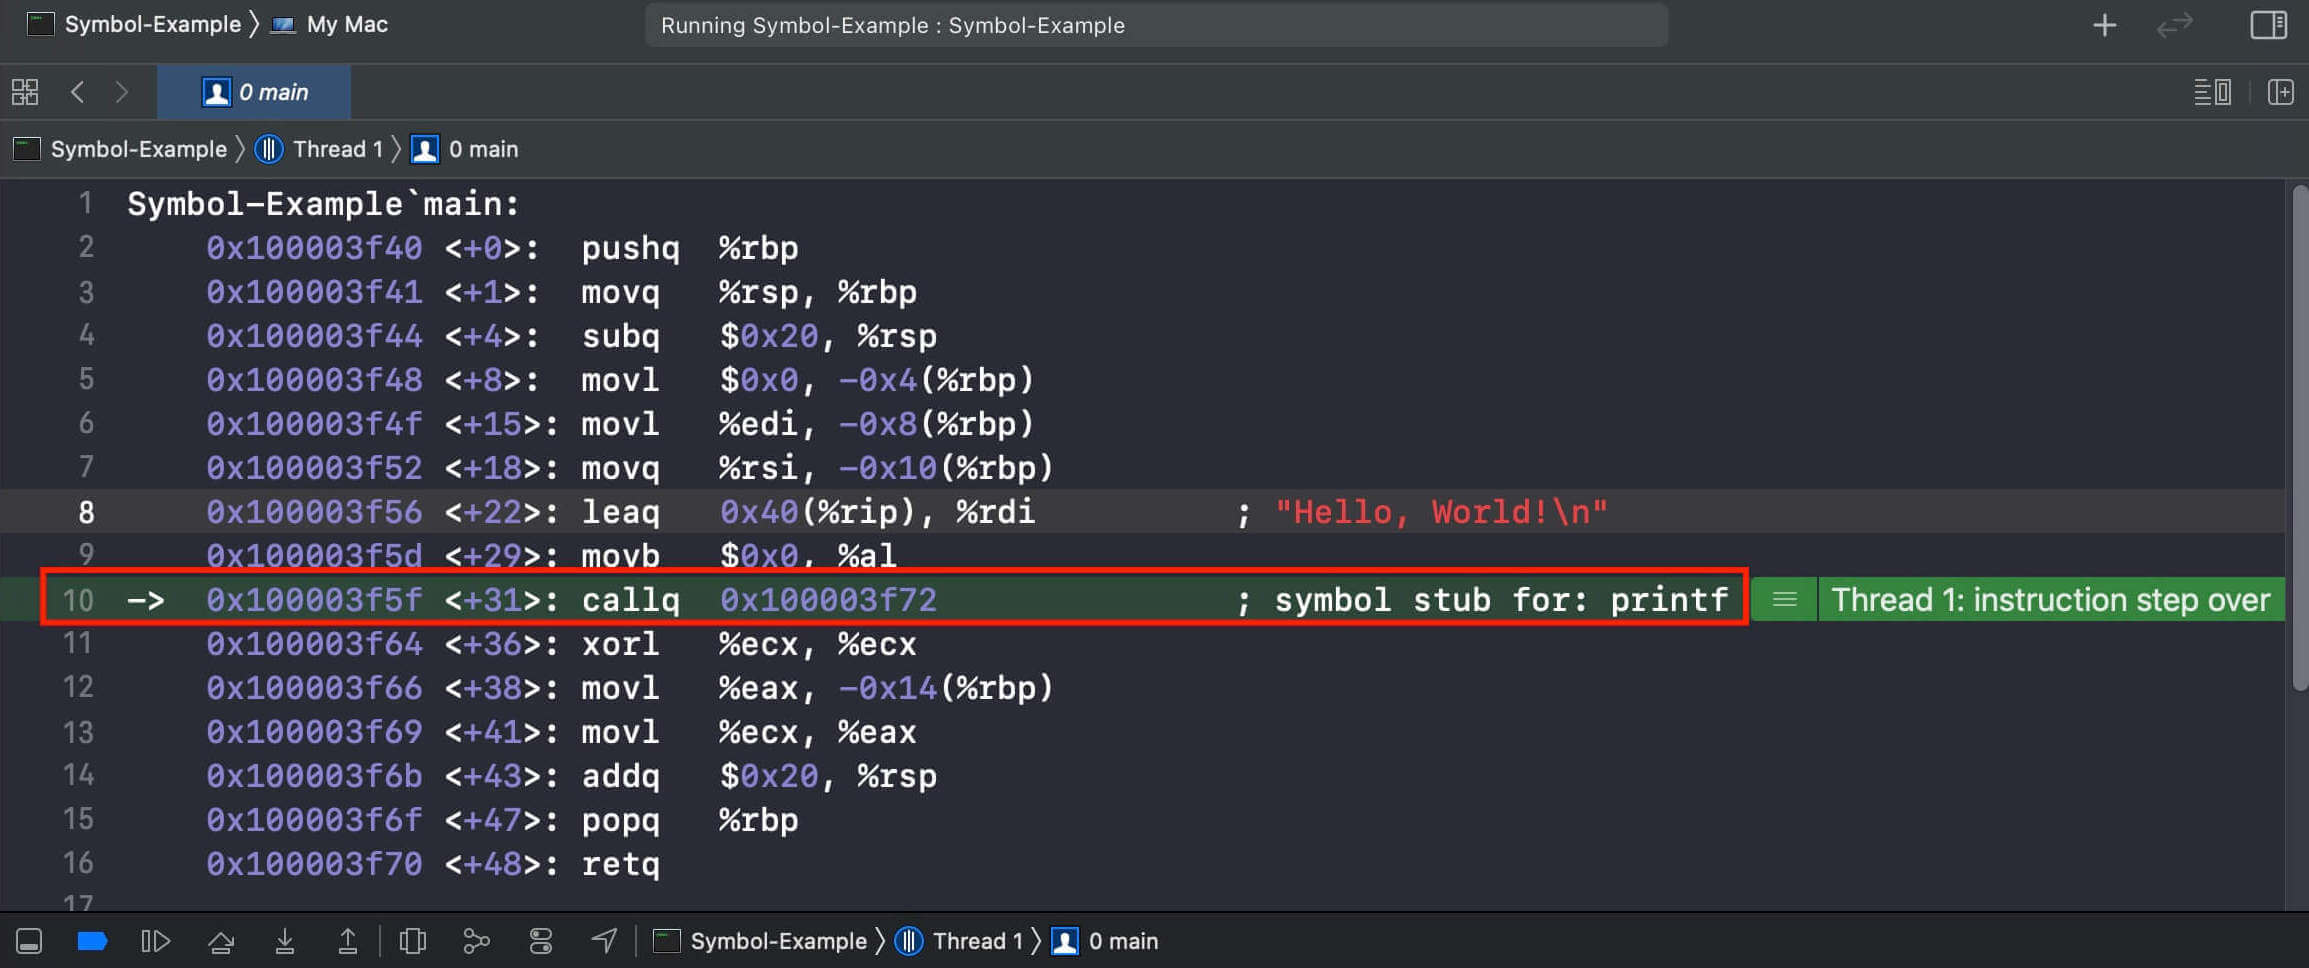 Symbol-Example 〉 My Mac
Running Symbol-Example : Symbol-Example
0 main
Symbol-Example 〉 Thread 1 〉 0 main
1 Symbol-Example`main:
2 0x100003f40 <+0>: pushq %rbp
3 0x100003f41 <+1>: movq %rsp, %rbp
4 0x100003f44 <+4>: subq $0x20, %rsp
5 0x100003f48 <+8>: movl $0x0, -0x4(%rbp)
6 0x100003f4f <+15>: movl %edi, -0x8(%rbp)
7 0x100003f52 <+18>: movq %rsi, -0x10(%rbp)
8 0x100003f56 <+22>: leaq 0x40(%rip), %rdi ; "Hello, World!\n"
9 0x100003f5d <+29>: movb $0x0, %al
10 -> 0x100003f5f <+31>: callq 0x100003f72 ; symbol stub for: printf Thread 1: instruction step over
11 0x100003f64 <+36>: xorl %ecx, %ecx
12 0x100003f66 <+38>: movl %eax, -0x14(%rbp)
13 0x100003f69 <+41>: movl %ecx, %eax
14 0x100003f6b <+43>: addq $0x20, %rsp
15 0x100003f6f <+47>: popq %rbp
16 0x100003f70 <+48>: retq
17
Symbol-Example 〉 Thread 1 〉 0 main